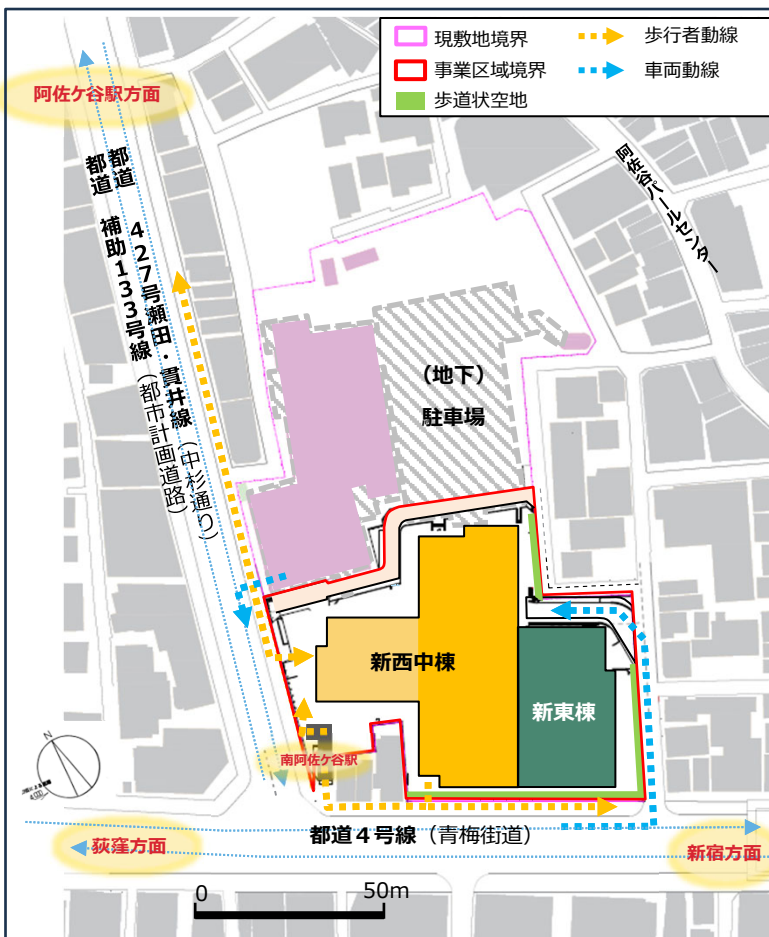 現敷地境界
歩行者動線
事業区域境界
車両動線
歩道状空地
阿佐ケ谷駅方面
阿佐谷パールセンター
都道 427号瀬田・貫井線（中杉通り）
都道 補助133号線（都市計画道路）
（地下）
駐車場
新西中棟
新東棟
南阿佐ケ谷駅
N
都道４号線（青梅街道）
荻窪方面
新宿方面
0 50m